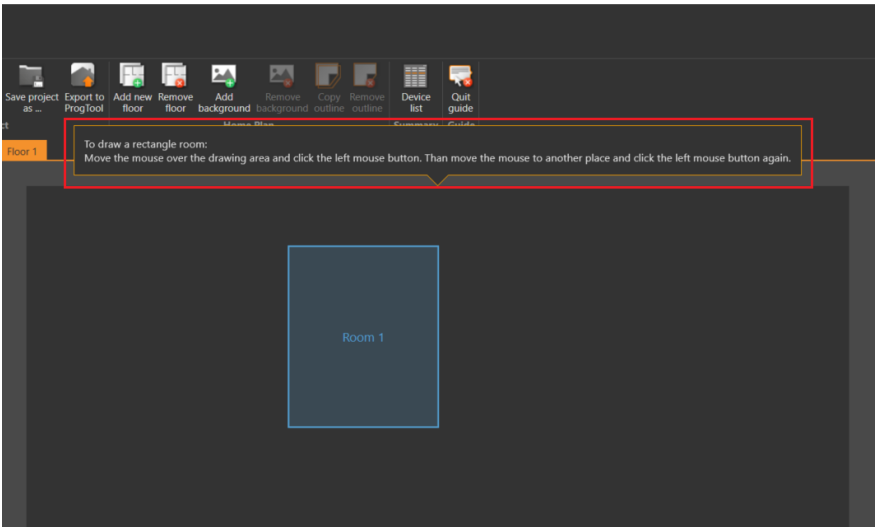 Save project as ...
Export to ProgTool
Add new floor
Remove floor
Add background
Remove background
Copy outline
Remove outline
Device list
Quit guide
Home Plan
Summary
Guide
Floor 1
To draw a rectangle room:
Move the mouse over the drawing area and click the left mouse button. Than move the mouse to another place and click the left mouse button again.
Room 1